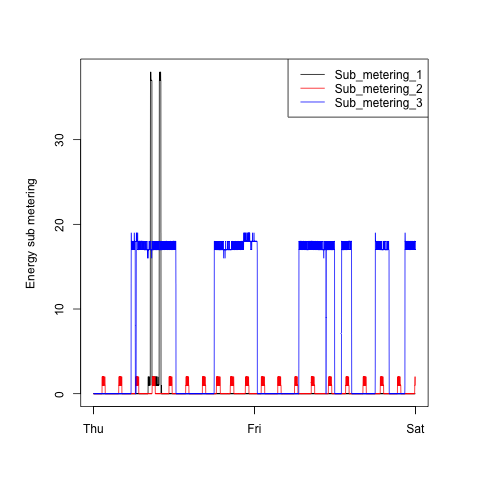 Sub_metering_1
Sub_metering_2
Sub_metering_3
Energy sub metering
30
20
10
0
Thu
Fri
Sat